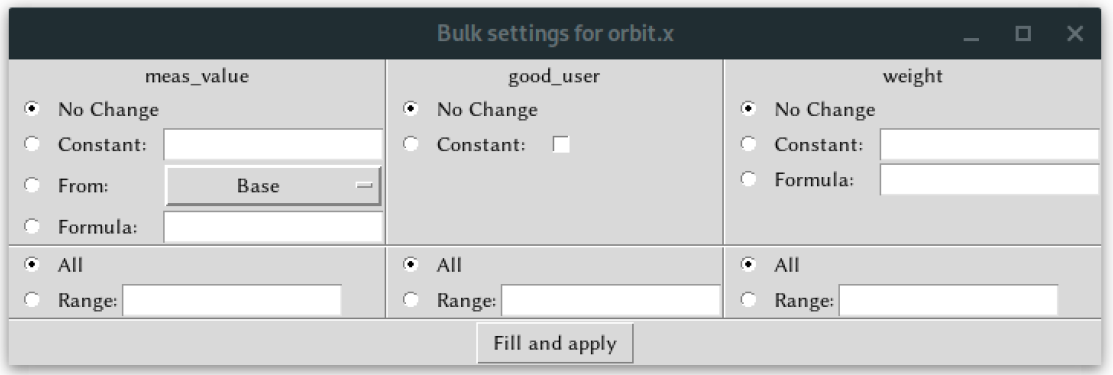 Bulk settings for orbit.x
meas_value good_user weight
No Change No Change No Change
Constant: Constant: Constant:
From: Base Formula:
Formula:
All All All
Range: Range: Range:
Fill and apply